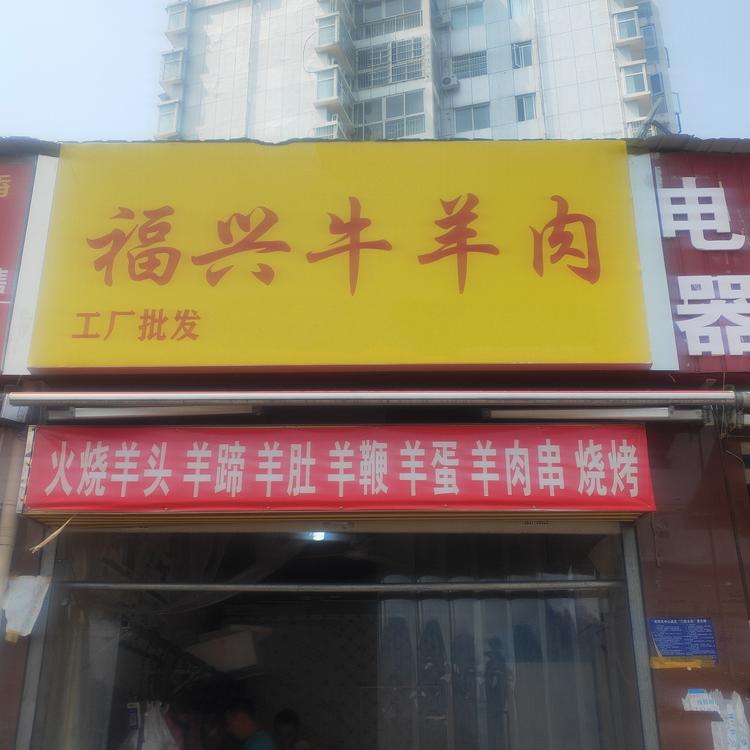 福兴牛羊肉
工厂批发
火烧羊头 羊蹄 羊肚 羊鞭 羊蛋 羊肉串 烧烤
电
器